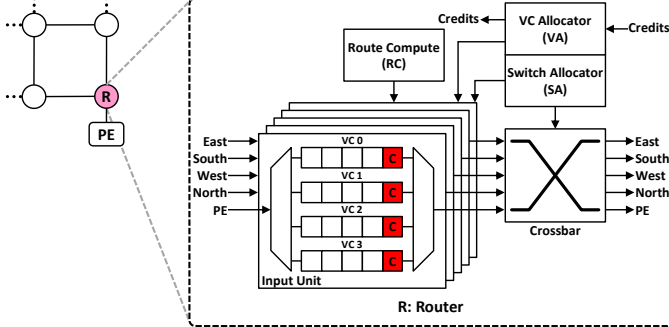 R
PE
Credits
VC Allocator
(VA)
Credits
Route Compute
(RC)
Switch Allocator
(SA)
East
South
West
North
PE
VC 0
C
VC 1
C
VC 2
C
VC 3
C
Input Unit
East
South
West
North
PE
Crossbar
R: Router